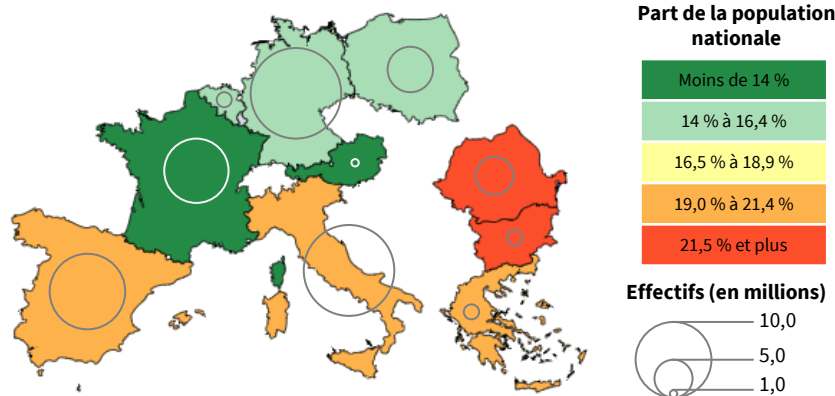 Part de la population
nationale
Moins de 14 %
14 % à 16,4 %
16,5 % à 18,9 %
19,0 % à 21,4 %
21,5 % et plus
Effectifs (en millions)
10,0
5,0
1,0